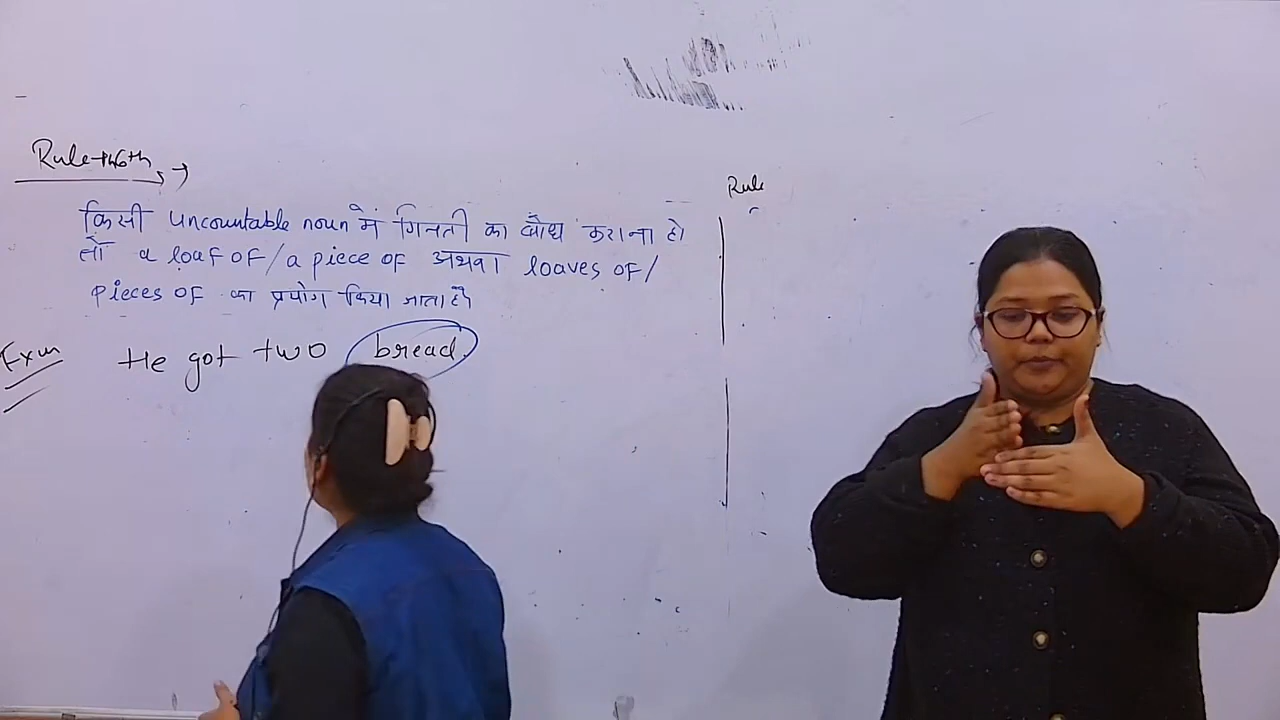 Rule → 46th →
किसी uncountable noun में गिनती का बोध कराना हो
तो a loaf of / a piece of अथवा loaves of /
pieces of का प्रयोग किया जाता है
Exm He got two bread.
Rule